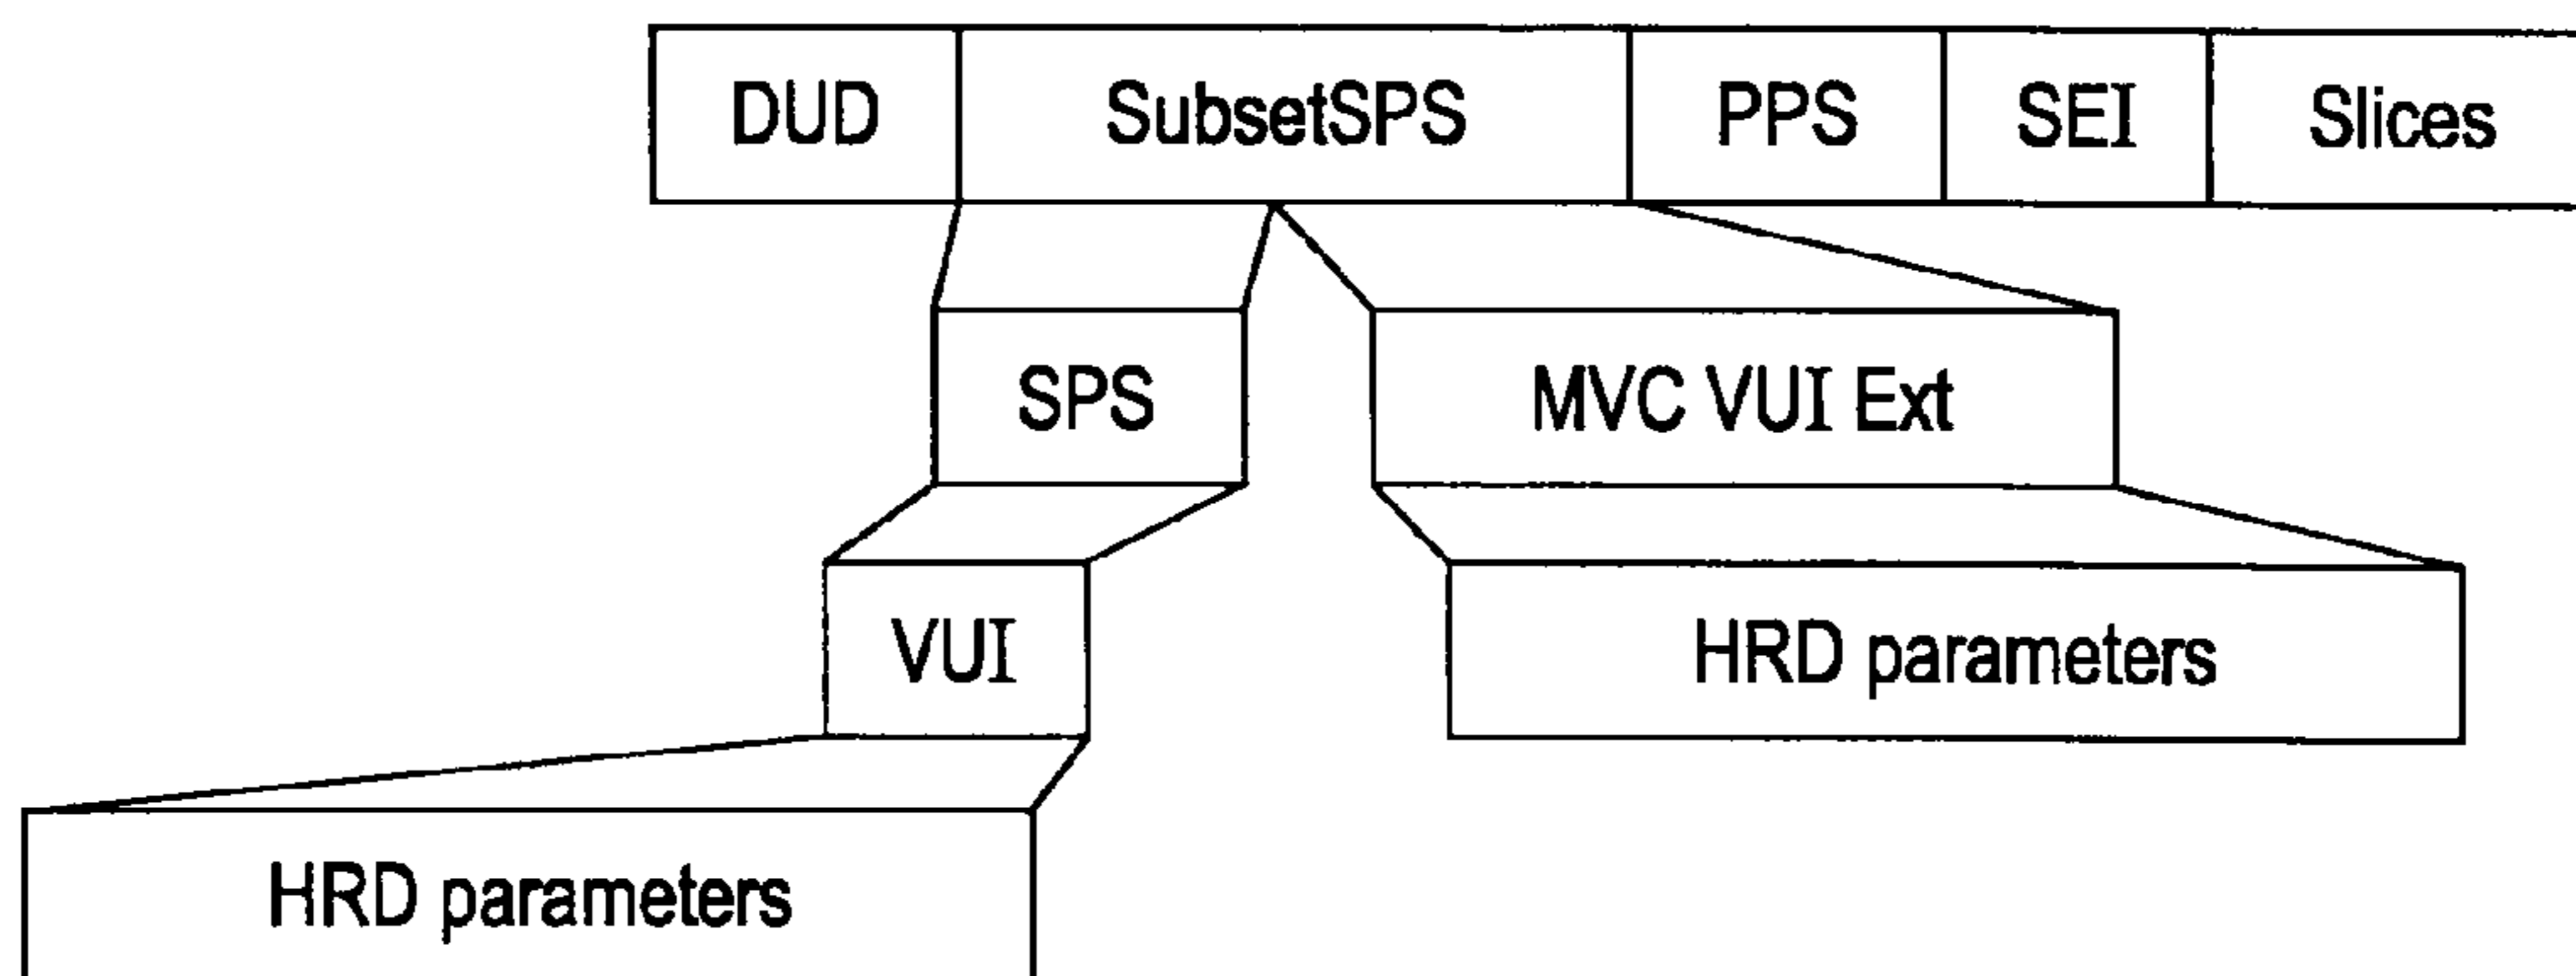 DUD SubsetSPS PPS SEI Slices
SPS MVC VUI Ext
VUI HRD parameters
HRD parameters